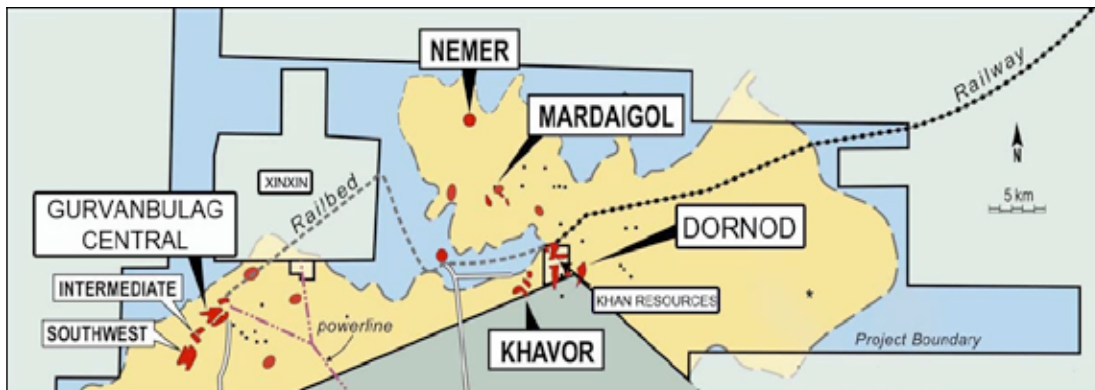 NEMER
MARDAIGOL
Railway
N
5 km
XINXIN
Railbed
GURVANBULAG
CENTRAL
DORNOD
INTERMEDIATE
KHAN RESOURCES
SOUTHWEST
powerline
KHAVOR
Project Boundary